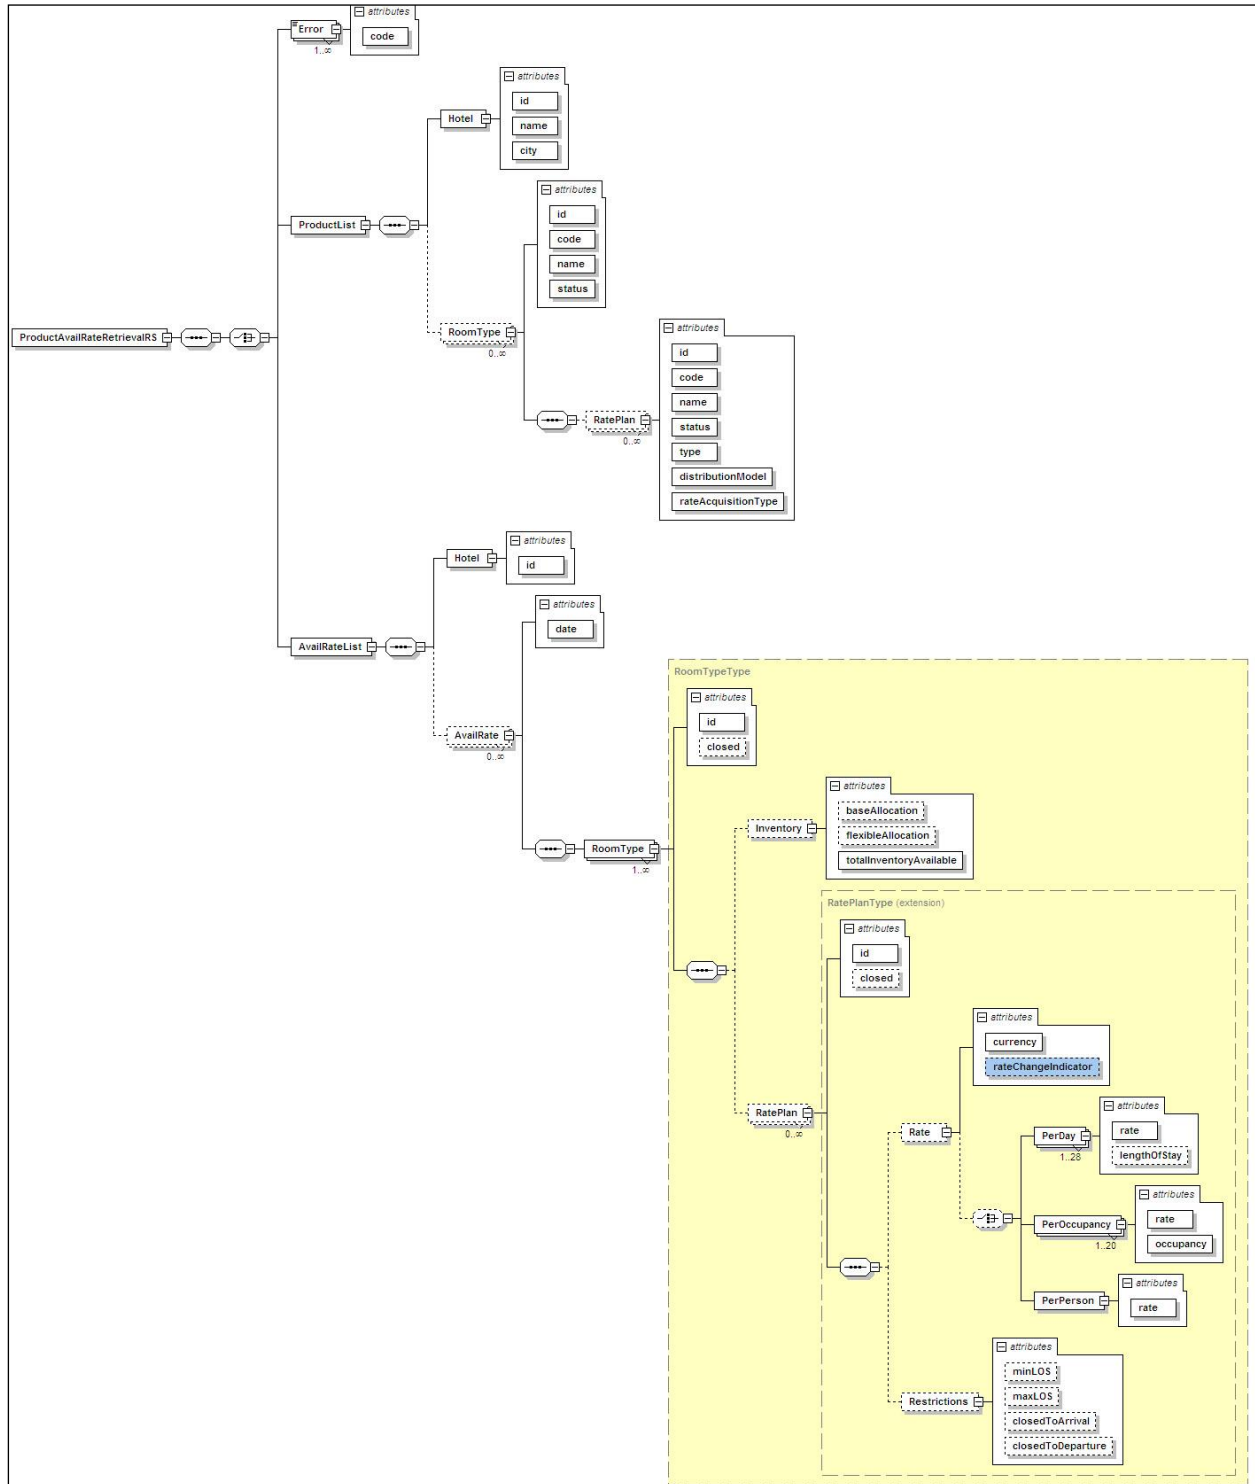 attributes
Error
code
1..∞
attributes
id
Hotel
name
city
attributes
id
code
name
status
ProductList
RoomType
0..∞
ProductAvailRateRetrievalRS
attributes
id
code
name
RatePlan
status
0..∞
type
distributionModel
rateAcquisitionType
attributes
Hotel
id
attributes
date
AvailRateList
RoomTypeType
attributes
id
closed
AvailRate
0..∞
attributes
baseAllocation
Inventory
flexibleAllocation
totalInventoryAvailable
RoomType
1..∞
RatePlanType (extension)
attributes
id
closed
attributes
currency
rateChangeIndicator
RatePlan
0..∞
Rate
attributes
PerDay
rate
1..28
lengthOfStay
attributes
PerOccupancy
rate
1..20
occupancy
attributes
PerPerson
rate
attributes
minLOS
maxLOS
Restrictions
closedToArrival
closedToDeparture